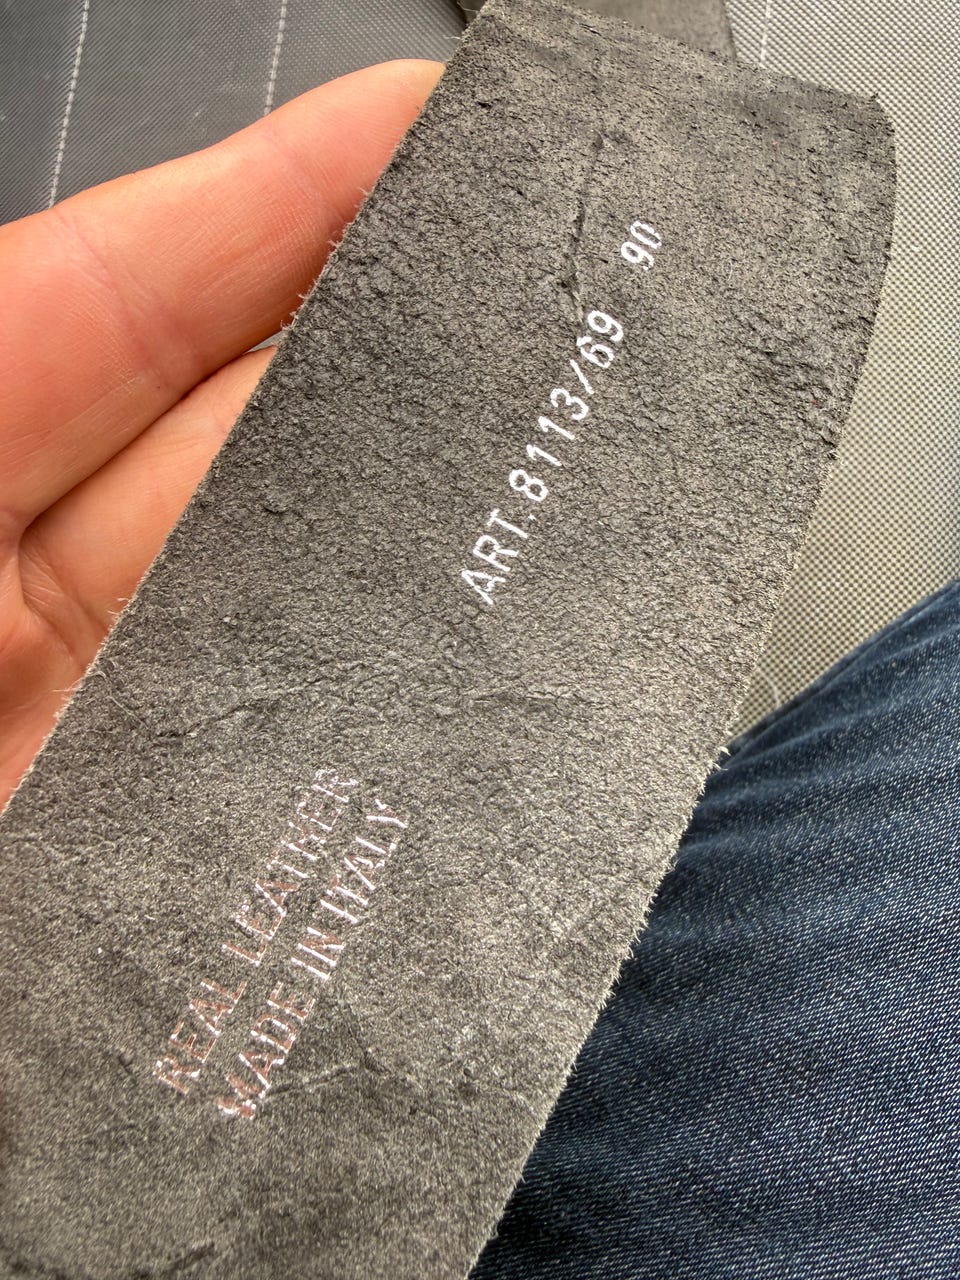 ART. 8113/69 90
REAL LEATHER
MADE IN ITALY